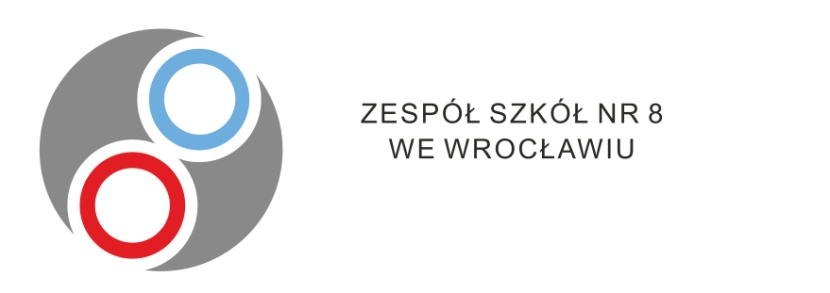 ZESPÓŁ SZKÓŁ NR 8
WE WROCŁAWIU